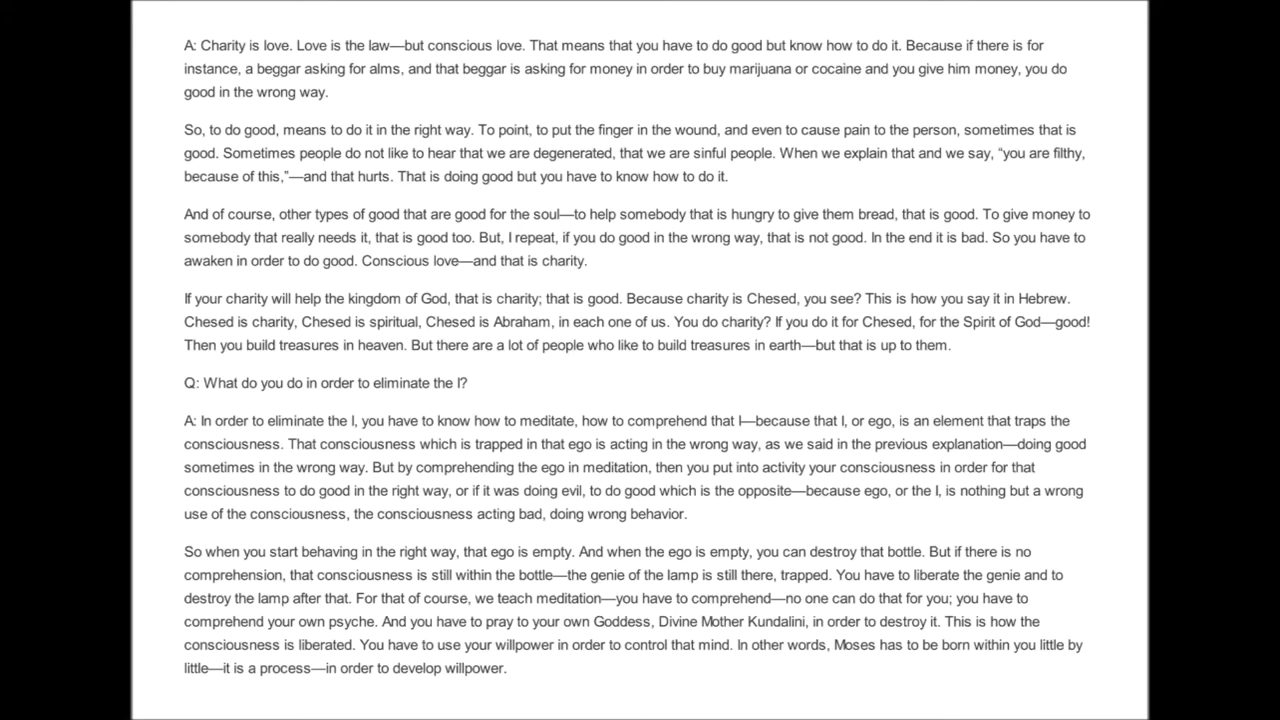 A: Charity is love. Love is the law—but conscious love. That means that you have to do good but know how to do it. Because if there is for
instance, a beggar asking for alms, and that beggar is asking for money in order to buy marijuana or cocaine and you give him money, you do
good in the wrong way.
So, to do good, means to do it in the right way. To point, to put the finger in the wound, and even to cause pain to the person, sometimes that is
good. Sometimes people do not like to hear that we are degenerated, that we are sinful people. When we explain that and we say, “you are filthy,
because of this,”—and that hurts. That is doing good but you have to know how to do it.
And of course, other types of good that are good for the soul—to help somebody that is hungry to give them bread, that is good. To give money to
somebody that really needs it, that is good too. But, I repeat, if you do good in the wrong way, that is not good. In the end it is bad. So you have to
awaken in order to do good. Conscious love—and that is charity.
If your charity will help the kingdom of God, that is charity; that is good. Because charity is Chesed, you see? This is how you say it in Hebrew.
Chesed is charity, Chesed is spiritual, Chesed is Abraham, in each one of us. You do charity? If you do it for Chesed, for the Spirit of God—good!
Then you build treasures in heaven. But there are a lot of people who like to build treasures in earth—but that is up to them.
Q: What do you do in order to eliminate the I?
A: In order to eliminate the I, you have to know how to meditate, how to comprehend that I—because that I, or ego, is an element that traps the
consciousness. That consciousness which is trapped in that ego is acting in the wrong way, as we said in the previous explanation—doing good
sometimes in the wrong way. But by comprehending the ego in meditation, then you put into activity your consciousness in order for that
consciousness to do good in the right way, or if it was doing evil, to do good which is the opposite—because ego, or the I, is nothing but a wrong
use of the consciousness, the consciousness acting bad, doing wrong behavior.
So when you start behaving in the right way, that ego is empty. And when the ego is empty, you can destroy that bottle. But if there is no
comprehension, that consciousness is still within the bottle—the genie of the lamp is still there, trapped. You have to liberate the genie and to
destroy the lamp after that. For that of course, we teach meditation—you have to comprehend—no one can do that for you; you have to
comprehend your own psyche. And you have to pray to your own Goddess, Divine Mother Kundalini, in order to destroy it. This is how the
consciousness is liberated. You have to use your willpower in order to control that mind. In other words, Moses has to be born within you little by
little—it is a process—in order to develop willpower.